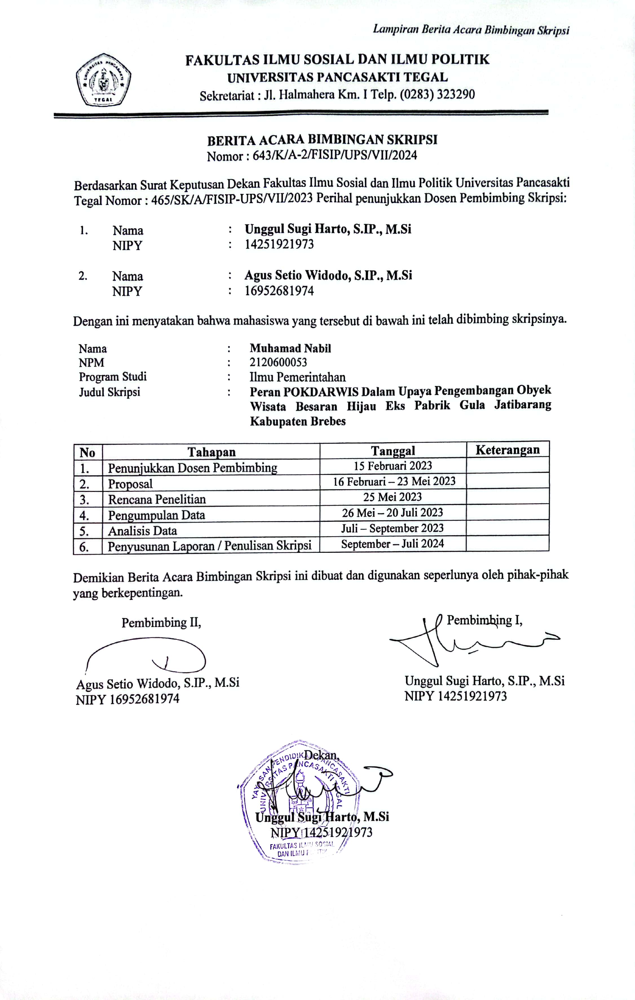 Lampiran Berita Acara Bimbingan Skripsi
UNIVERSITAS PANCASAKTI
TEGAL
FAKULTAS ILMU SOSIAL DAN ILMU POLITIK
UNIVERSITAS PANCASAKTI TEGAL
Sekretariat : Jl. Halmahera Km. I Telp. (0283) 323290
BERITA ACARA BIMBINGAN SKRIPSI
Nomor : 643/K/A-2/FISIP/UPS/VII/2024
Berdasarkan Surat Keputusan Dekan Fakultas Ilmu Sosial dan Ilmu Politik Universitas Pancasakti
Tegal Nomor : 465/SK/A/FISIP-UPS/VII/2023 Perihal penunjukkan Dosen Pembimbing Skripsi:
1. Nama : Unggul Sugi Harto, S.IP., M.Si
NIPY : 14251921973
2. Nama : Agus Setio Widodo, S.IP., M.Si
NIPY : 16952681974
Dengan ini menyatakan bahwa mahasiswa yang tersebut di bawah ini telah dibimbing skripsinya.
Nama : Muhamad Nabil
NPM : 2120600053
Program Studi : Ilmu Pemerintahan
Judul Skripsi : Peran POKDARWIS Dalam Upaya Pengembangan Obyek
Wisata Besaran Hijau Eks Pabrik Gula Jatibarang
Kabupaten Brebes
No Tahapan Tanggal Keterangan
1. Penunjukkan Dosen Pembimbing 15 Februari 2023
2. Proposal 16 Februari – 23 Mei 2023
3. Rencana Penelitian 25 Mei 2023
4. Pengumpulan Data 26 Mei – 20 Juli 2023
5. Analisis Data Juli – September 2023
6. Penyusunan Laporan / Penulisan Skripsi September – Juli 2024
Demikian Berita Acara Bimbingan Skripsi ini dibuat dan digunakan seperlunya oleh pihak-pihak
yang berkepentingan.
Pembimbing II, Pembimbing I,
Agus Setio Widodo, S.IP., M.Si Unggul Sugi Harto, S.IP., M.Si
NIPY 16952681974 NIPY 14251921973
Dekan,
YAYASAN PENDIDIKAN PANCASAKTI
UNIVERSITAS PANCASAKTI TEGAL
Unggul Sugi Harto, M.Si
NIPY 14251921973
FAKULTAS ILMU SOSIAL
DAN ILMU POLITIK